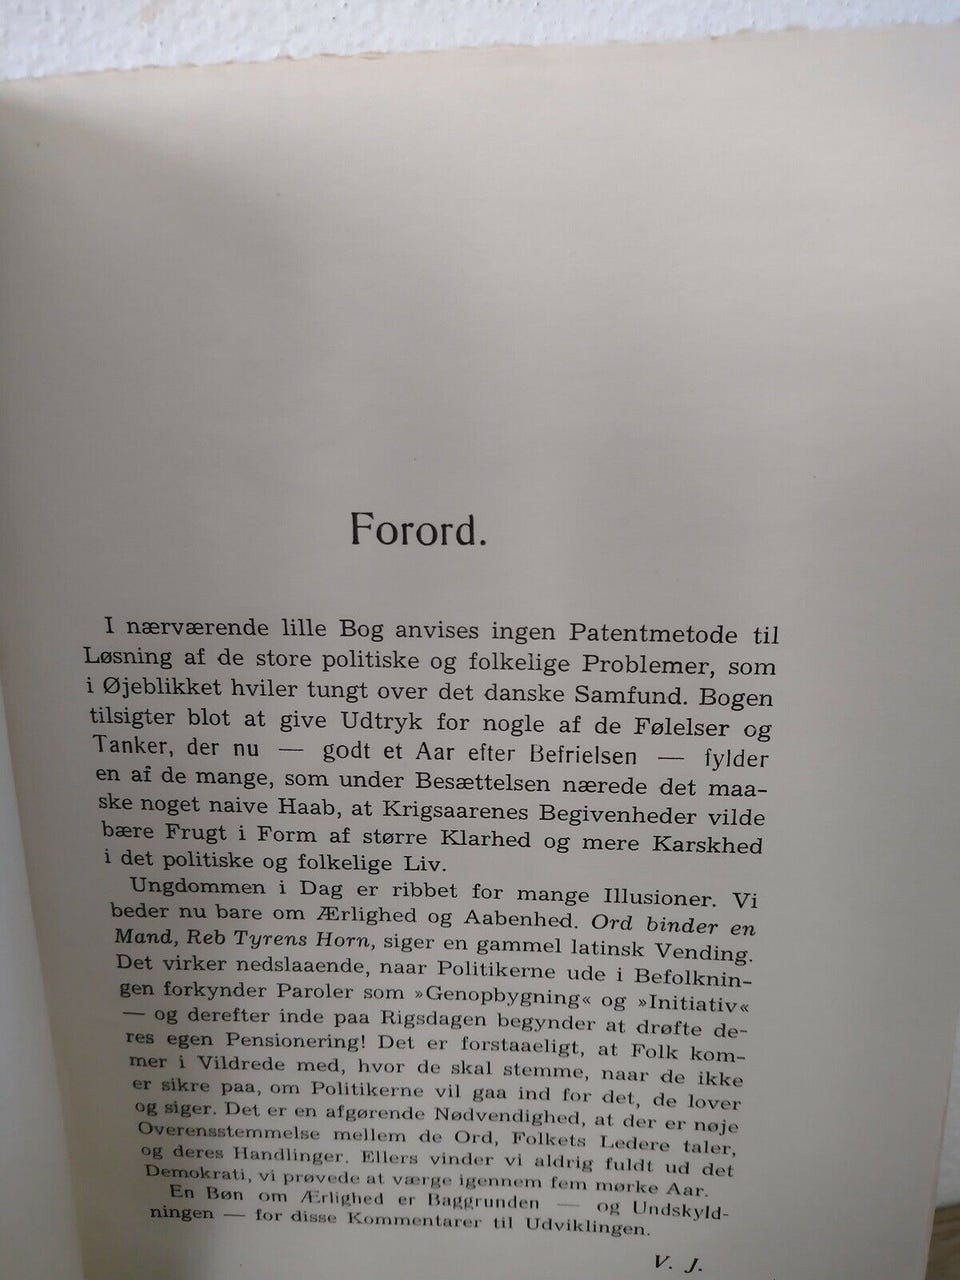 Forord.
I nærværende lille Bog anvises ingen Patentmetode til
Løsning af de store politiske og folkelige Problemer, som
i Øjeblikket hviler tungt over det danske Samfund. Bogen
tilsigter blot at give Udtryk for nogle af de Følelser og
Tanker, der nu — godt et Aar efter Befrielsen — fylder
en af de mange, som under Besættelsen nærede det maa-
ske noget naive Haab, at Krigsaarenes Begivenheder vilde
bære Frugt i Form af større Klarhed og mere Karskhed
i det politiske og folkelige Liv.
Ungdommen i Dag er ribbet for mange Illusioner. Vi
beder nu bare om Ærlighed og Aabenhed. Ord binder en
Mand, Reb Tyrens Horn, siger en gammel latinsk Vending.
Det virker nedslaaende, naar Politikerne ude i Befolknin-
gen forkynder Paroler som »Genopbygning« og »Initiativ«
— og derefter inde paa Rigsdagen begynder at drøfte de-
res egen Pensionering! Det er forstaaeligt, at Folk kom-
mer i Vildrede med, hvor de skal stemme, naar de ikke
er sikre paa, om Politikerne vil gaa ind for det, de lover
og siger. Det er en afgørende Nødvendighed, at der er nøje
Overensstemmelse mellem de Ord, Folkets Ledere taler,
og deres Handlinger. Ellers vinder vi aldrig fuldt ud det
Demokrati, vi prøvede at værge igennem fem mørke Aar.
En Bøn om Ærlighed er Baggrunden — og Undskyld-
ningen — for disse Kommentarer til Udviklingen.
V. J.